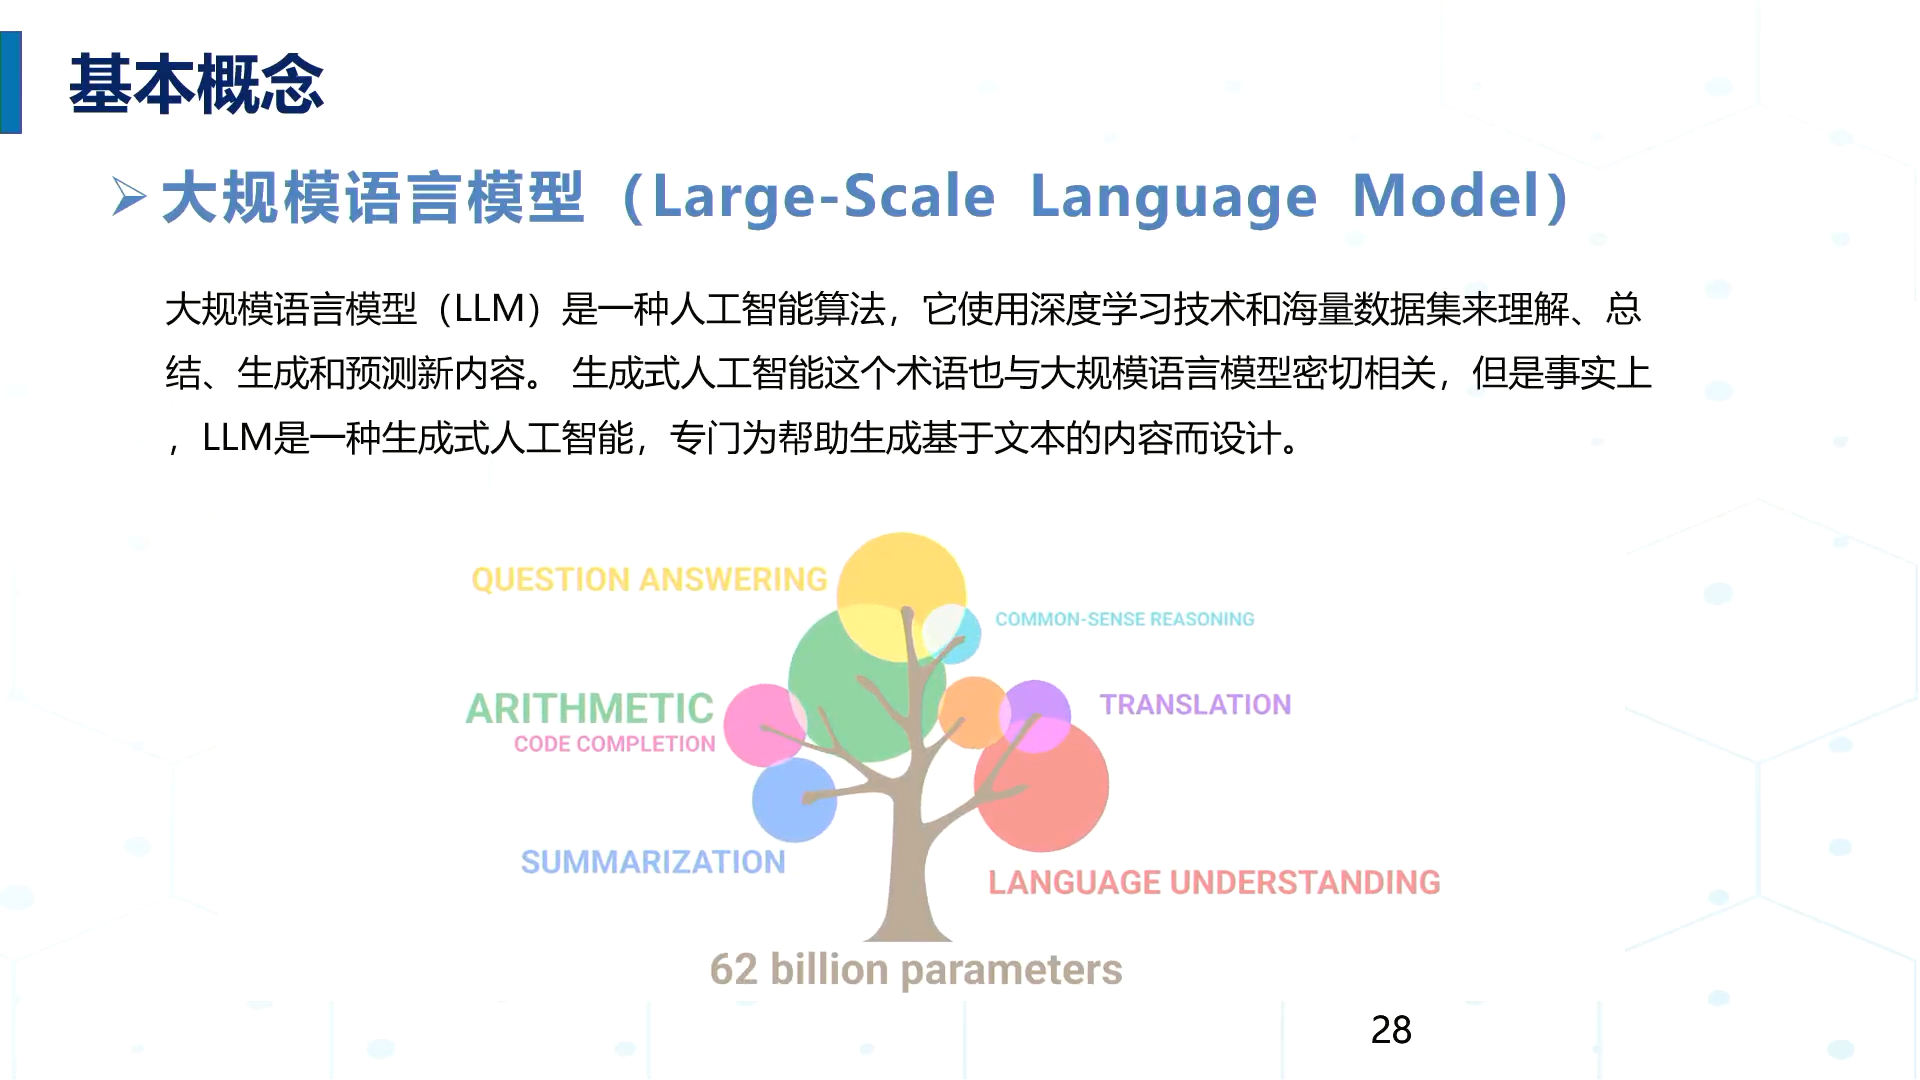 基本概念
大规模语言模型（Large-Scale Language Model）
大规模语言模型（LLM）是一种人工智能算法，它使用深度学习技术和海量数据集来理解、总
结、生成和预测新内容。 生成式人工智能这个术语也与大规模语言模型密切相关，但是事实上
，LLM是一种生成式人工智能，专门为帮助生成基于文本的内容而设计。
QUESTION ANSWERING
COMMON-SENSE REASONING
ARITHMETIC
TRANSLATION
CODE COMPLETION
SUMMARIZATION
LANGUAGE UNDERSTANDING
62 billion parameters
28